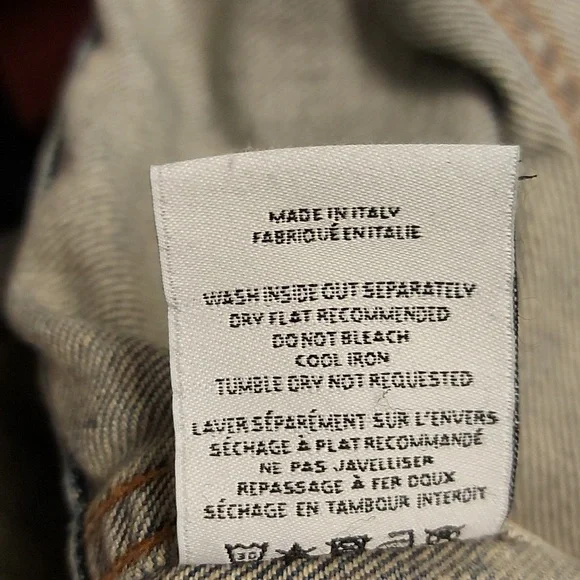 MADE IN ITALY
FABRIQUÉ EN ITALIE
WASH INSIDE OUT SEPARATELY
DRY FLAT RECOMMENDED
DO NOT BLEACH
COOL IRON
TUMBLE DRY NOT REQUESTED
LAVER SÉPARÉMENT SUR L'ENVERS
SÉCHAGE À PLAT RECOMMANDÉ
NE PAS JAVELLISER
REPASSAGE À FER DOUX
SÉCHAGE EN TAMBOUR INTERDIT
30